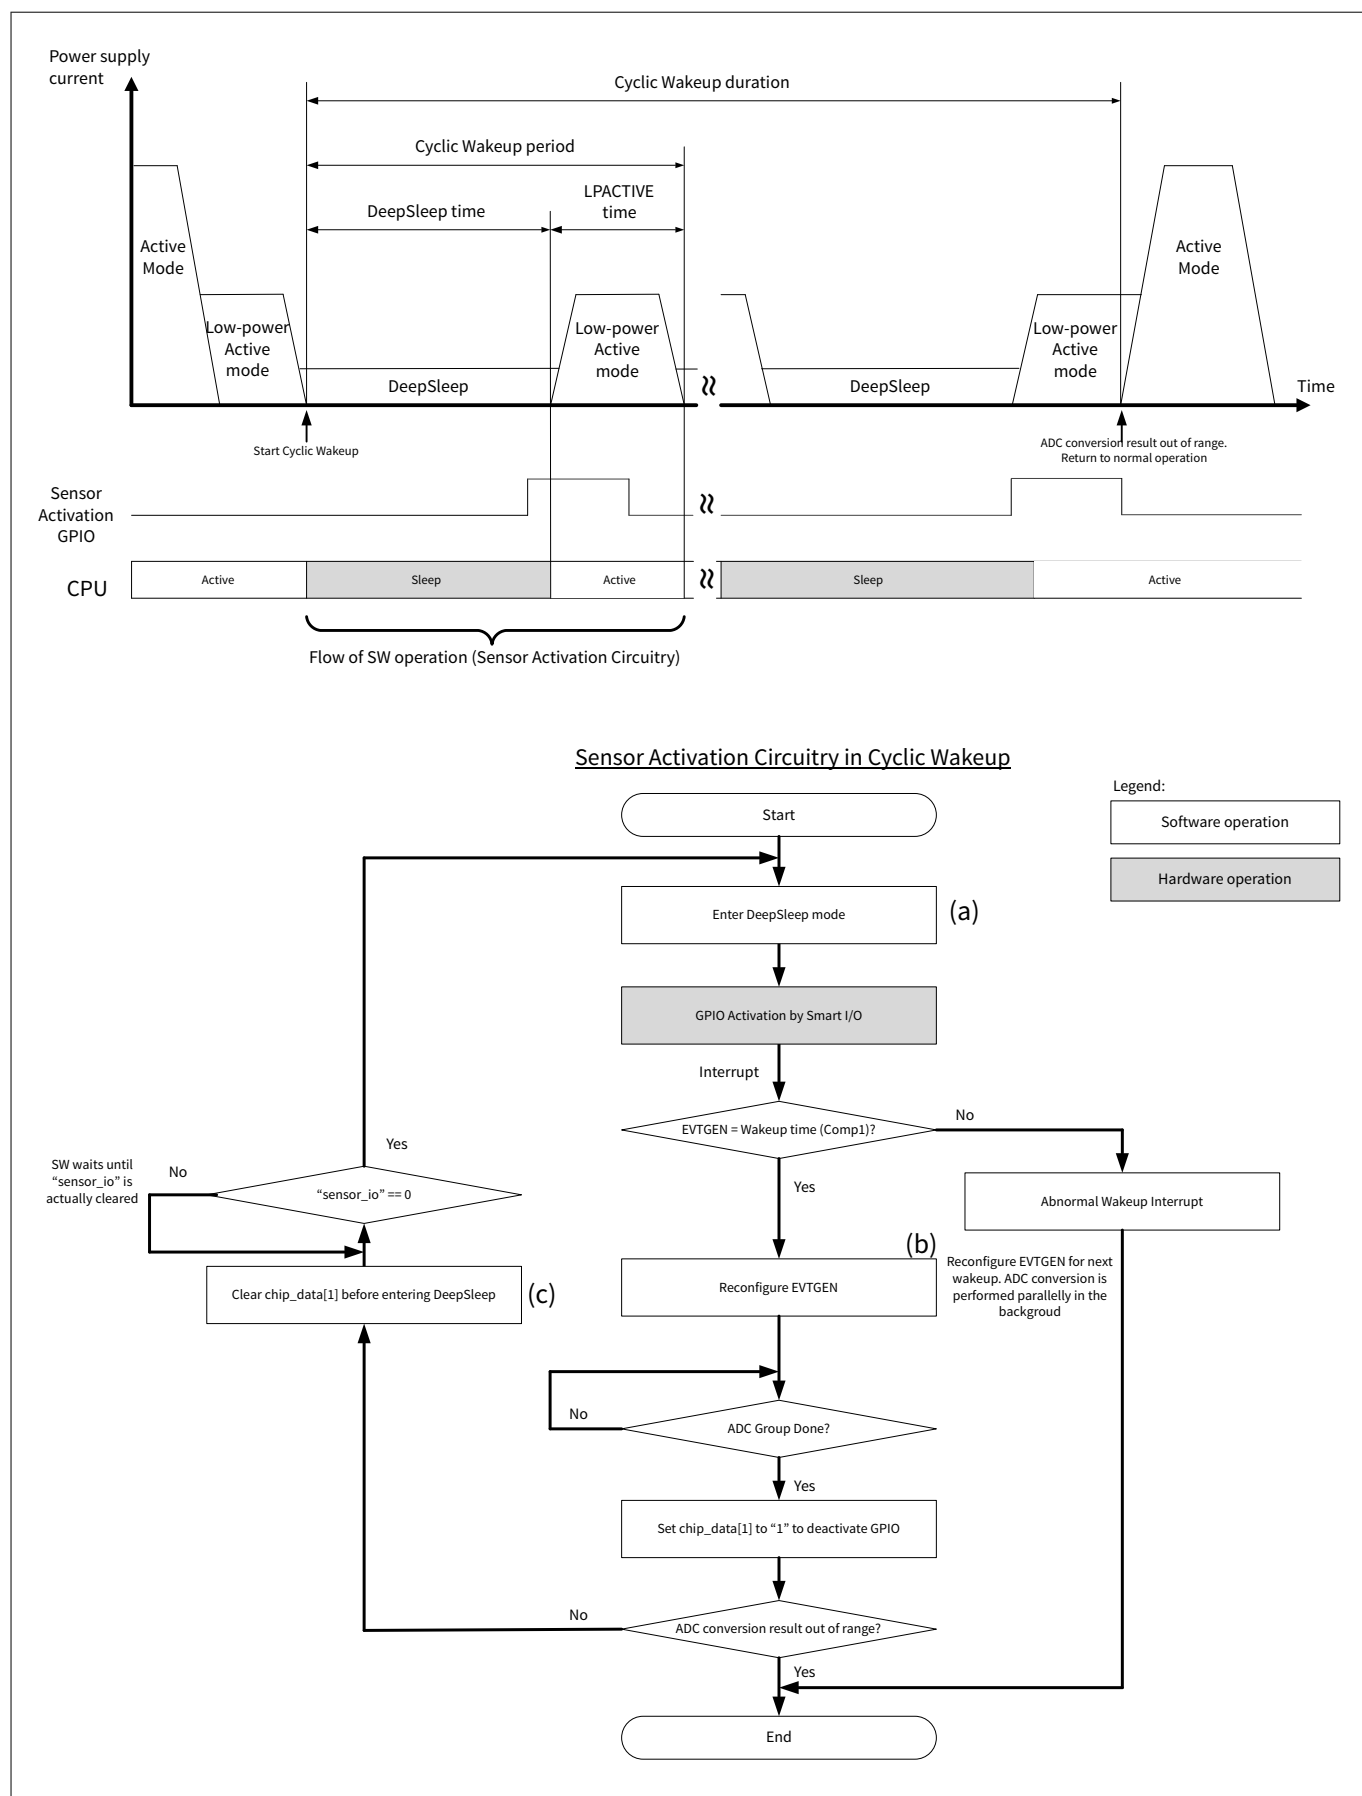 Power supply
current
Cyclic Wakeup duration
Cyclic Wakeup period
DeepSleep time
LPACTIVE
time
Active
Mode
Low-power
Active
mode
DeepSleep
Low-power
Active
mode
DeepSleep
Low-power
Active
mode
Active
Mode
Time
Start Cyclic Wakeup
ADC conversion result out of range.
Return to normal operation
Sensor
Activation
GPIO
CPU
Active
Sleep
Active
Sleep
Active
Flow of SW operation (Sensor Activation Circuitry)
Sensor Activation Circuitry in Cyclic Wakeup
Legend:
Software operation
Hardware operation
Start
Enter DeepSleep mode
(a)
GPIO Activation by Smart I/O
Interrupt
EVTGEN = Wakeup time (Comp1)?
No
Yes
Abnormal Wakeup Interrupt
(b)
Reconfigure EVTGEN
Reconfigure EVTGEN for next
wakeup. ADC conversion is
performed parallelly in the
backgroud
ADC Group Done?
No
Yes
Set chip_data[1] to “1” to deactivate GPIO
ADC conversion result out of range?
No
Yes
End
Clear chip_data[1] before entering DeepSleep
(c)
“sensor_io” == 0
Yes
No
SW waits until
“sensor_io” is
actually cleared